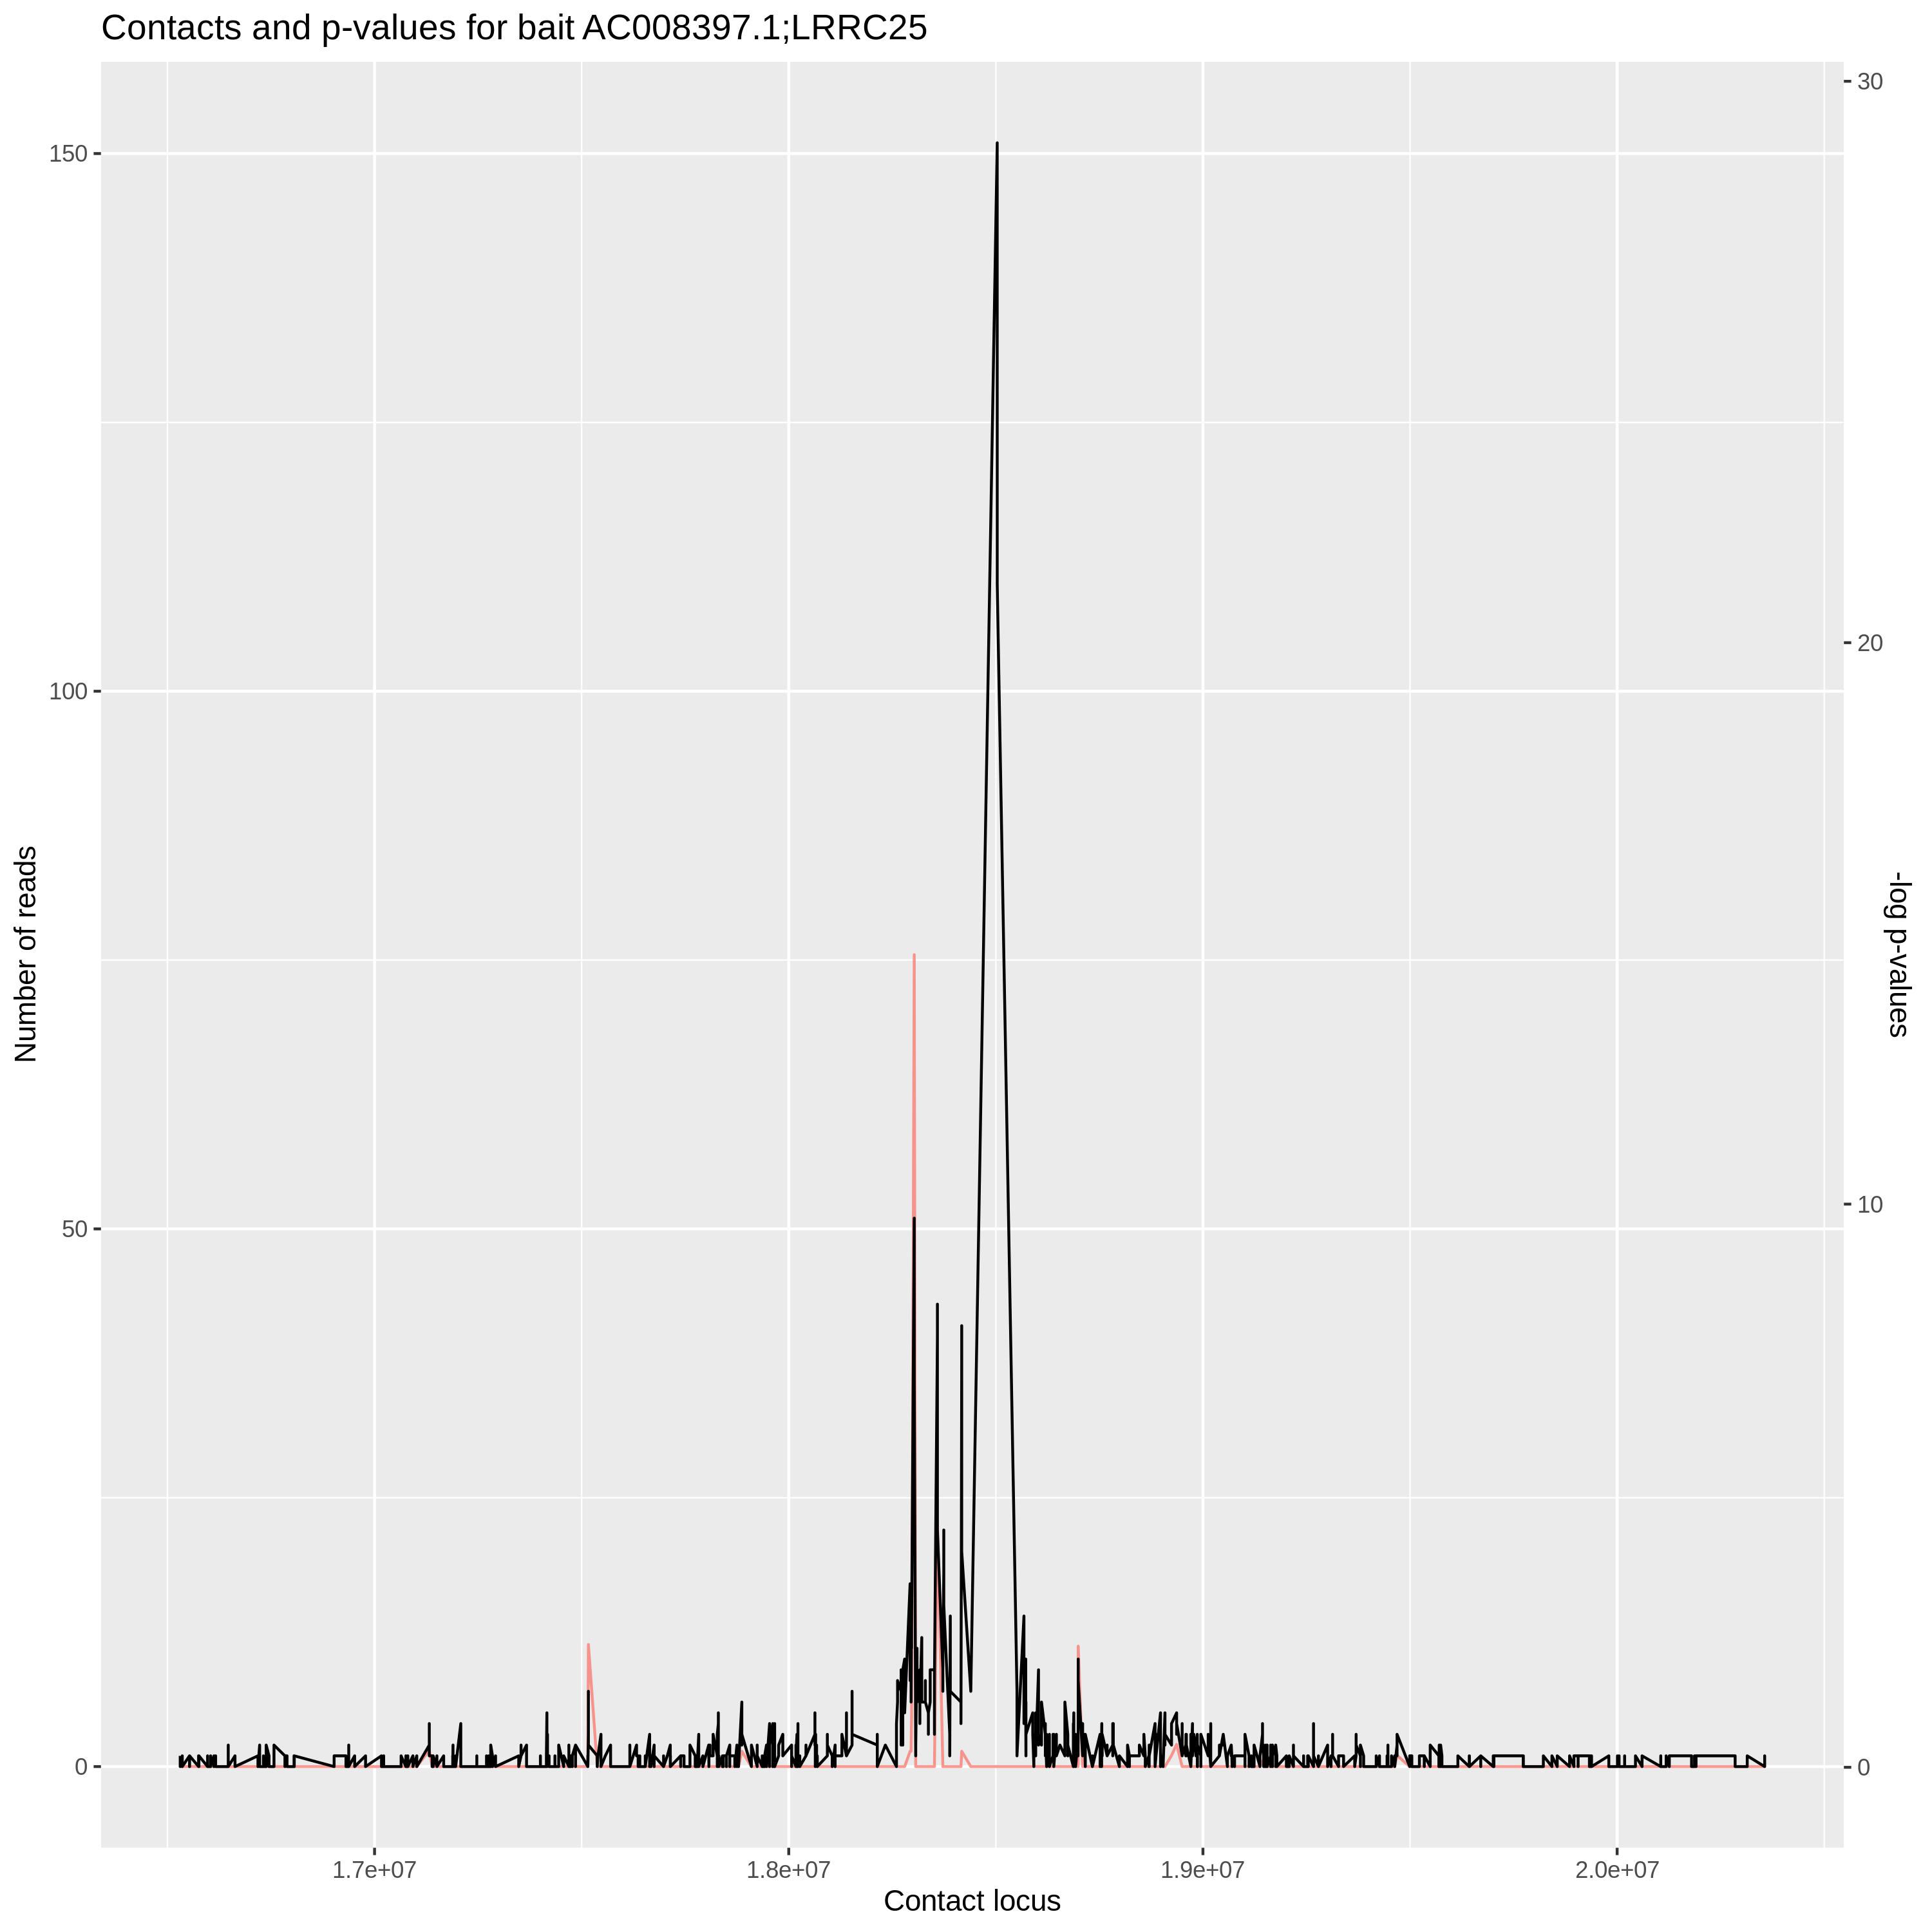 Contacts and p-values for bait AC008397.1;LRRC25
150
100
50
0
Number of reads
30
20
10
0
-log p-values
1.7e+07
1.8e+07
1.9e+07
2.0e+07
Contact locus